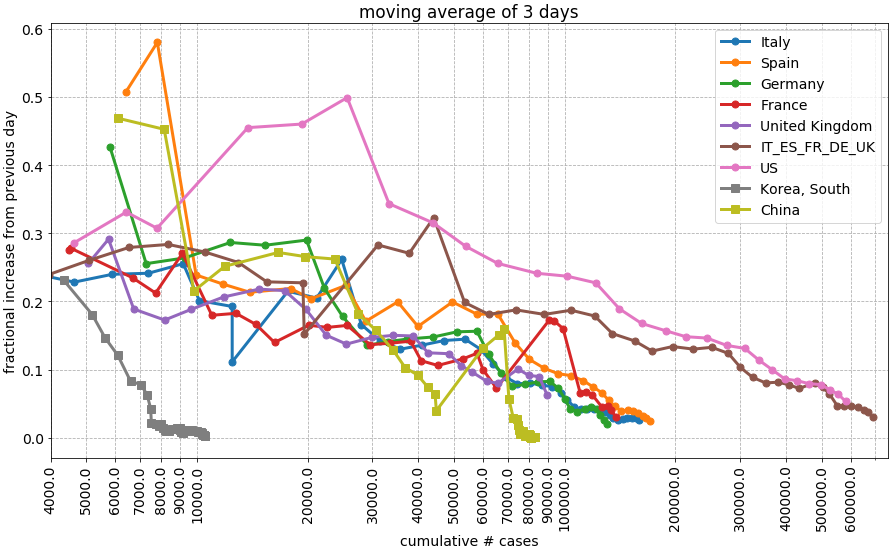 moving average of 3 days
fractional increase from previous day
0.6
0.5
0.4
0.3
0.2
0.1
0.0
Italy
Spain
Germany
France
United Kingdom
IT_ES_FR_DE_UK
US
Korea, South
China
4000.0
5000.0
6000.0
7000.0
8000.0
9000.0
10000.0
20000.0
30000.0
40000.0
50000.0
60000.0
70000.0
80000.0
90000.0
100000.0
200000.0
300000.0
400000.0
500000.0
600000.0
cumulative # cases